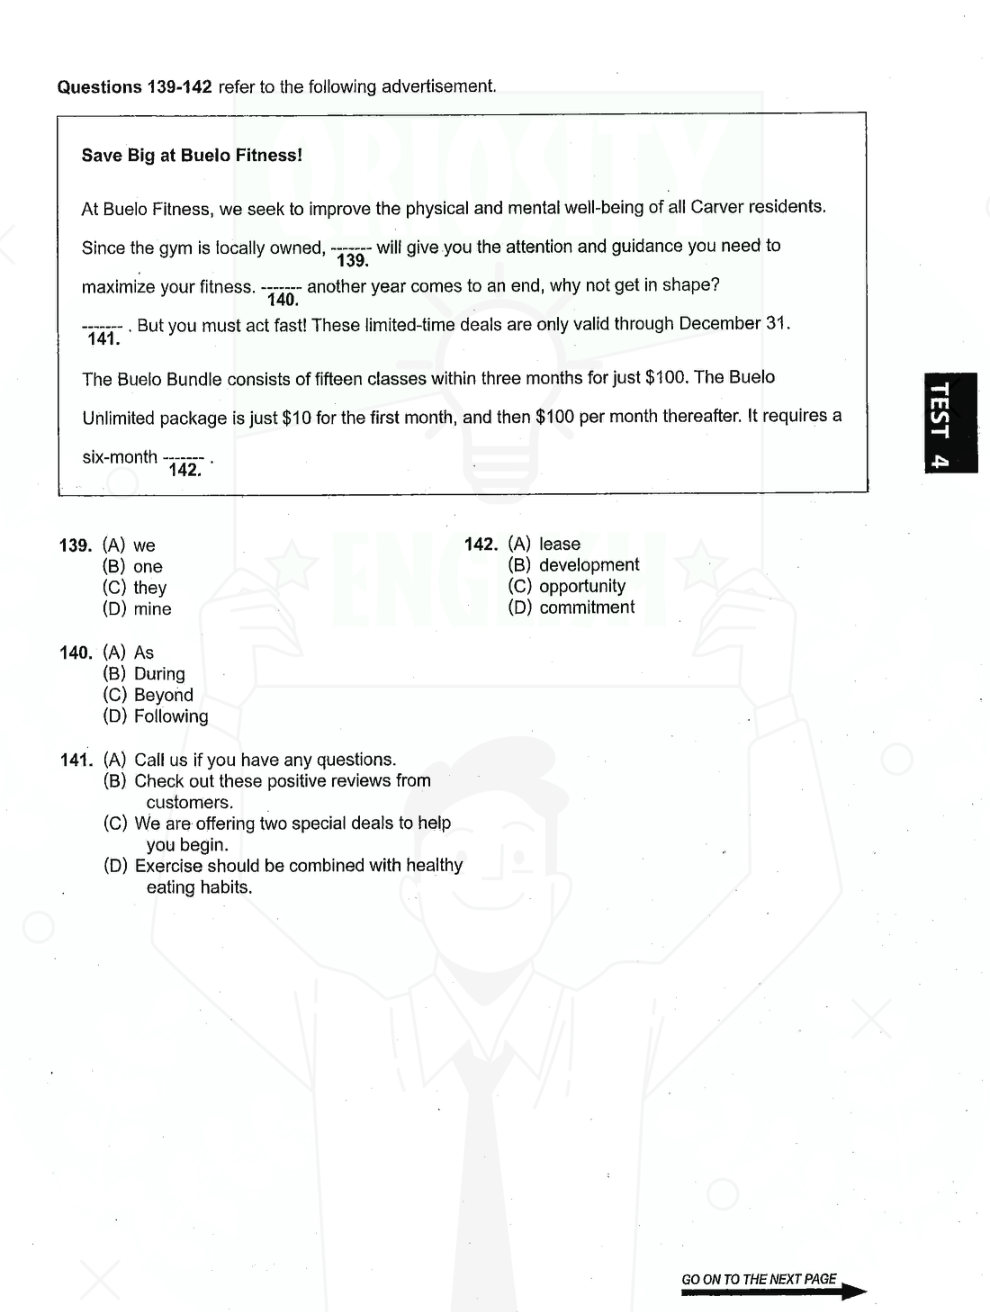 Questions 139-142 refer to the following advertisement.
Save Big at Buelo Fitness!
At Buelo Fitness, we seek to improve the physical and mental well-being of all Carver residents.
Since the gym is locally owned, ------- will give you the attention and guidance you need to
139.
maximize your fitness. ------- another year comes to an end, why not get in shape?
140.
------- . But you must act fast! These limited-time deals are only valid through December 31.
141.
The Buelo Bundle consists of fifteen classes within three months for just $100. The Buelo
Unlimited package is just $10 for the first month, and then $100 per month thereafter. It requires a
six-month ------- .
142.
TEST 4
139. (A) we
(B) one
(C) they
(D) mine
140. (A) As
(B) During
(C) Beyond
(D) Following
141. (A) Call us if you have any questions.
(B) Check out these positive reviews from
customers.
(C) We are offering two special deals to help
you begin.
(D) Exercise should be combined with healthy
eating habits.
142. (A) lease
(B) development
(C) opportunity
(D) commitment
GO ON TO THE NEXT PAGE